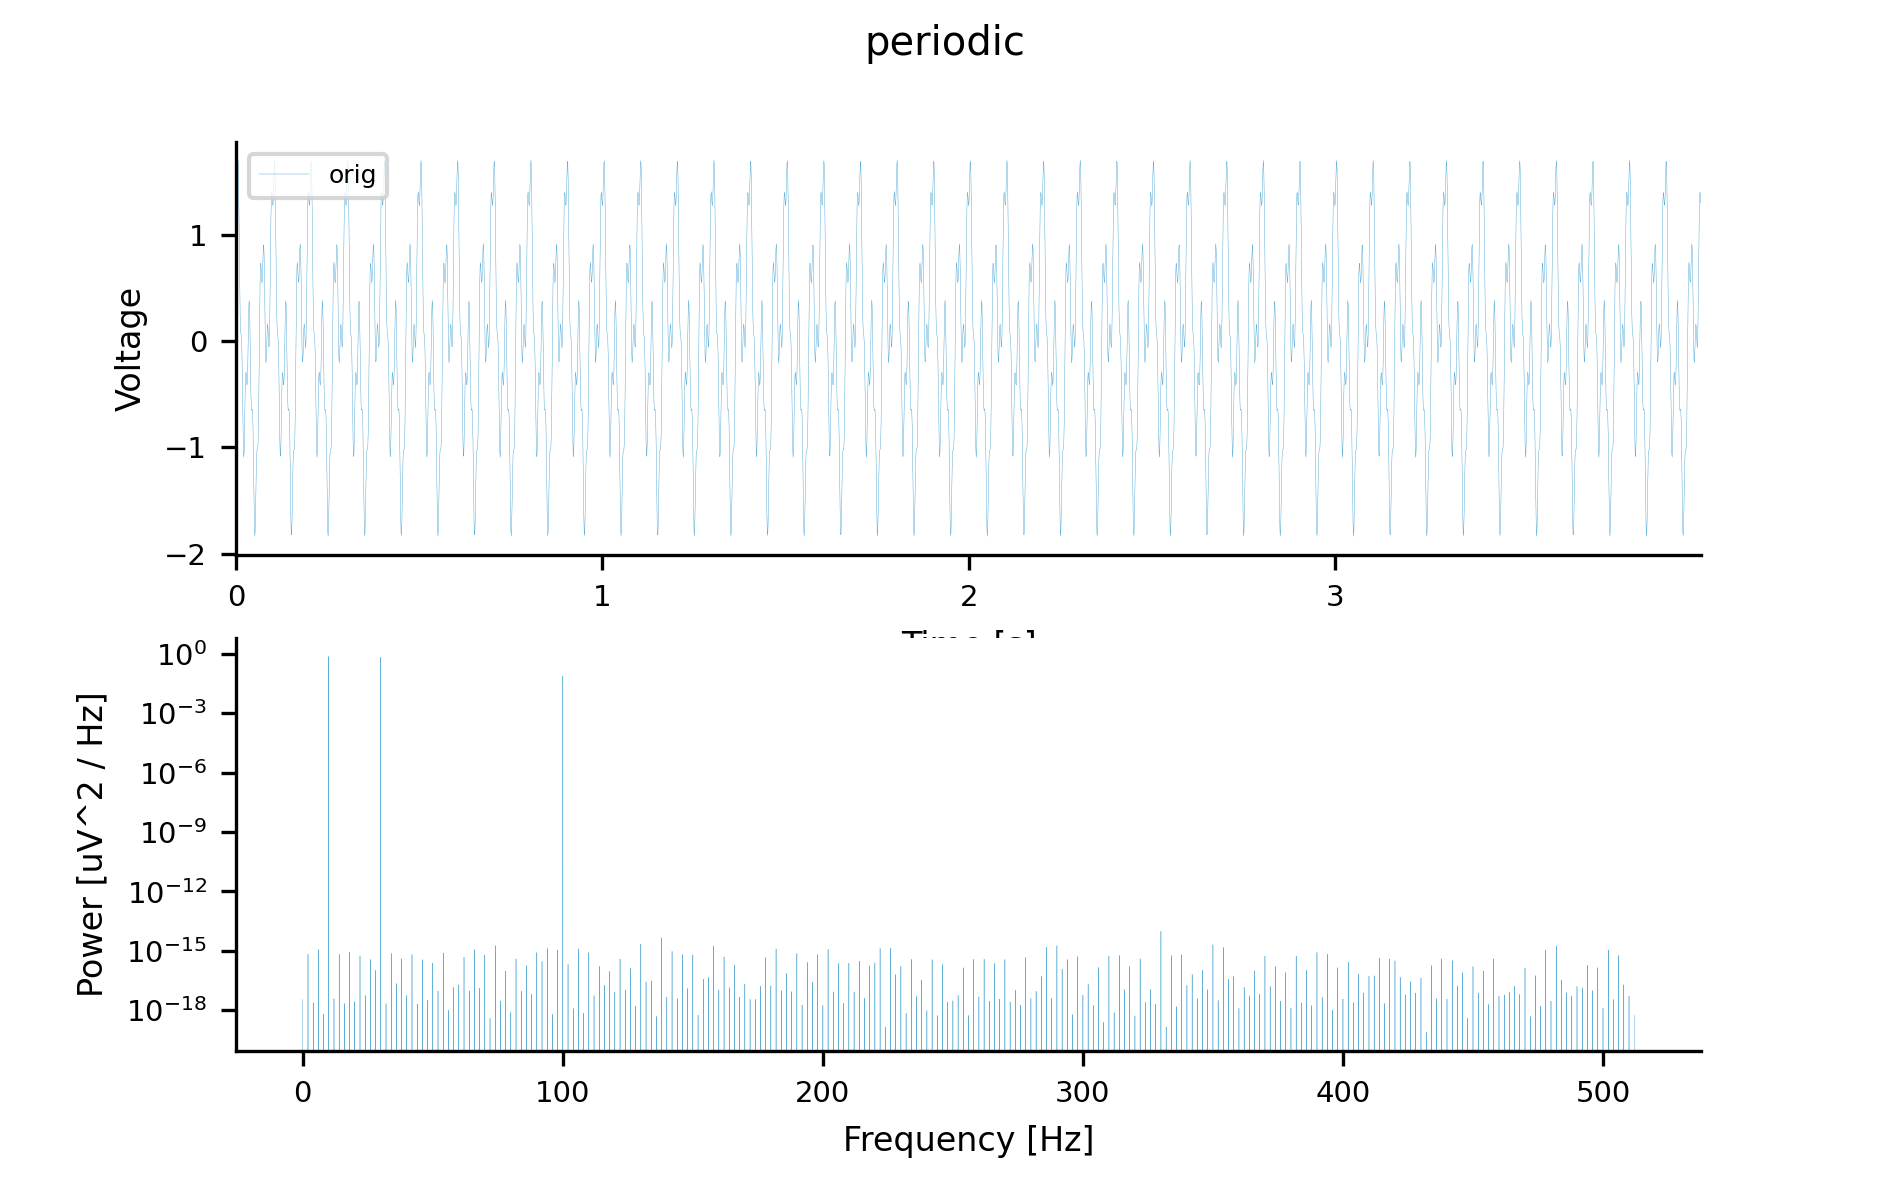 periodic
orig
Voltage
1
0
−1
−2
0 1 2 3
Time [s]
Power [uV^2 / Hz]
10^0
10^−3
10^−6
10^−9
10^−12
10^−15
10^−18
0 100 200 300 400 500
Frequency [Hz]